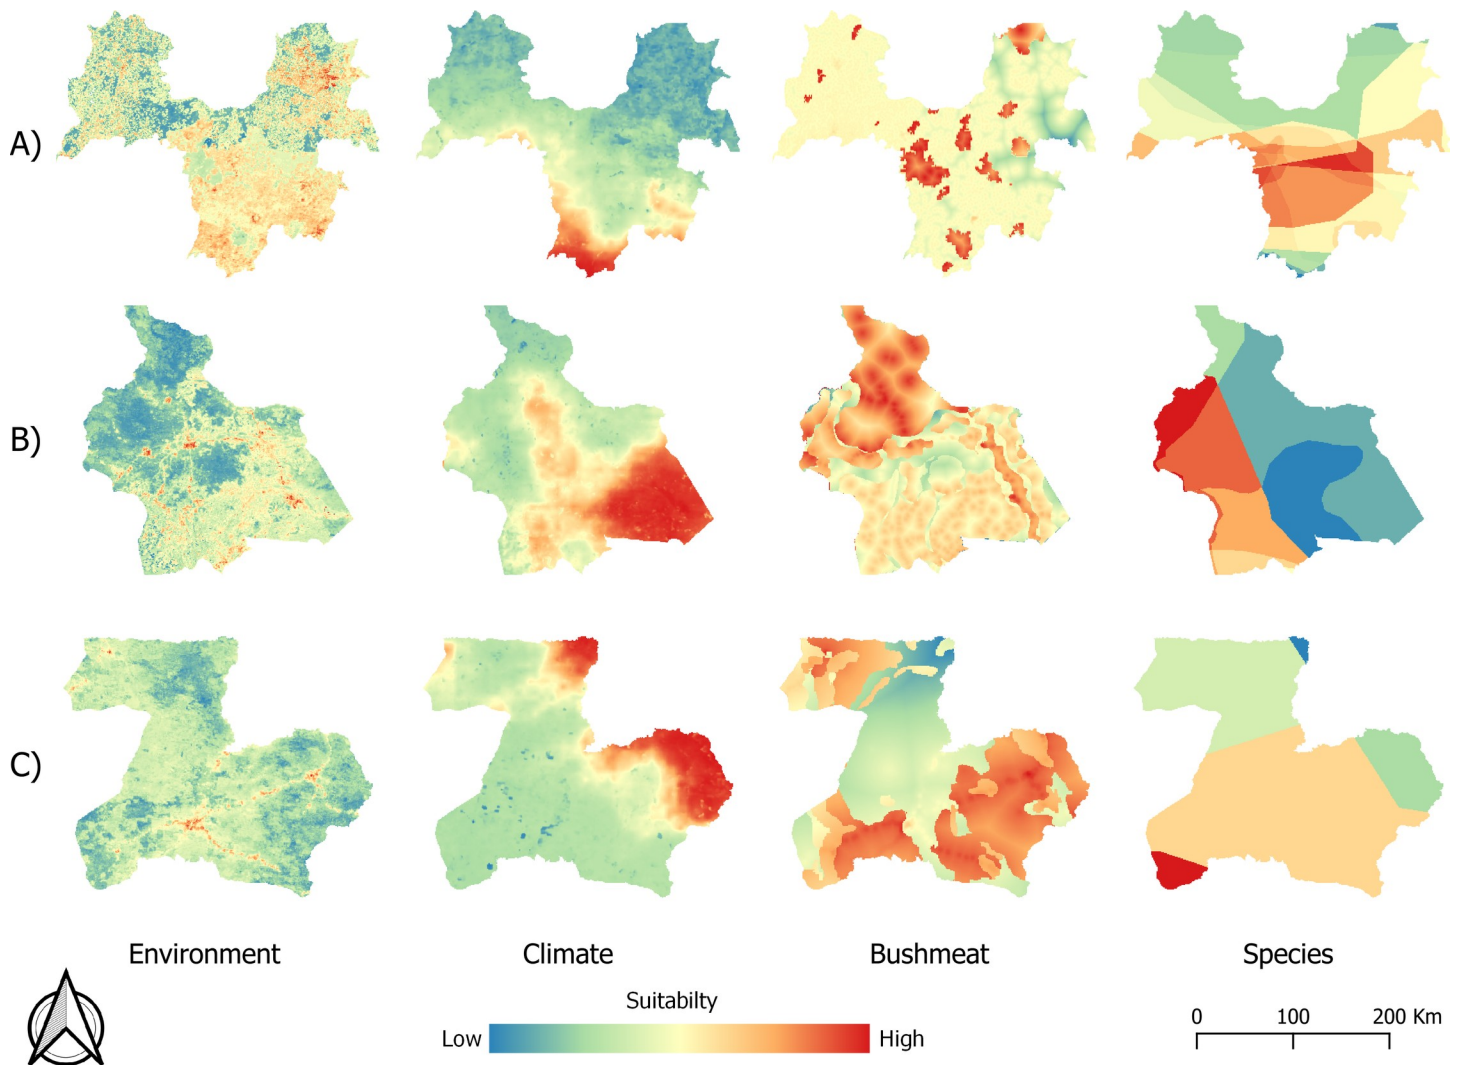 A)
B)
C)
Environment Climate Bushmeat Species
Suitabilty
Low High
0 100 200 Km